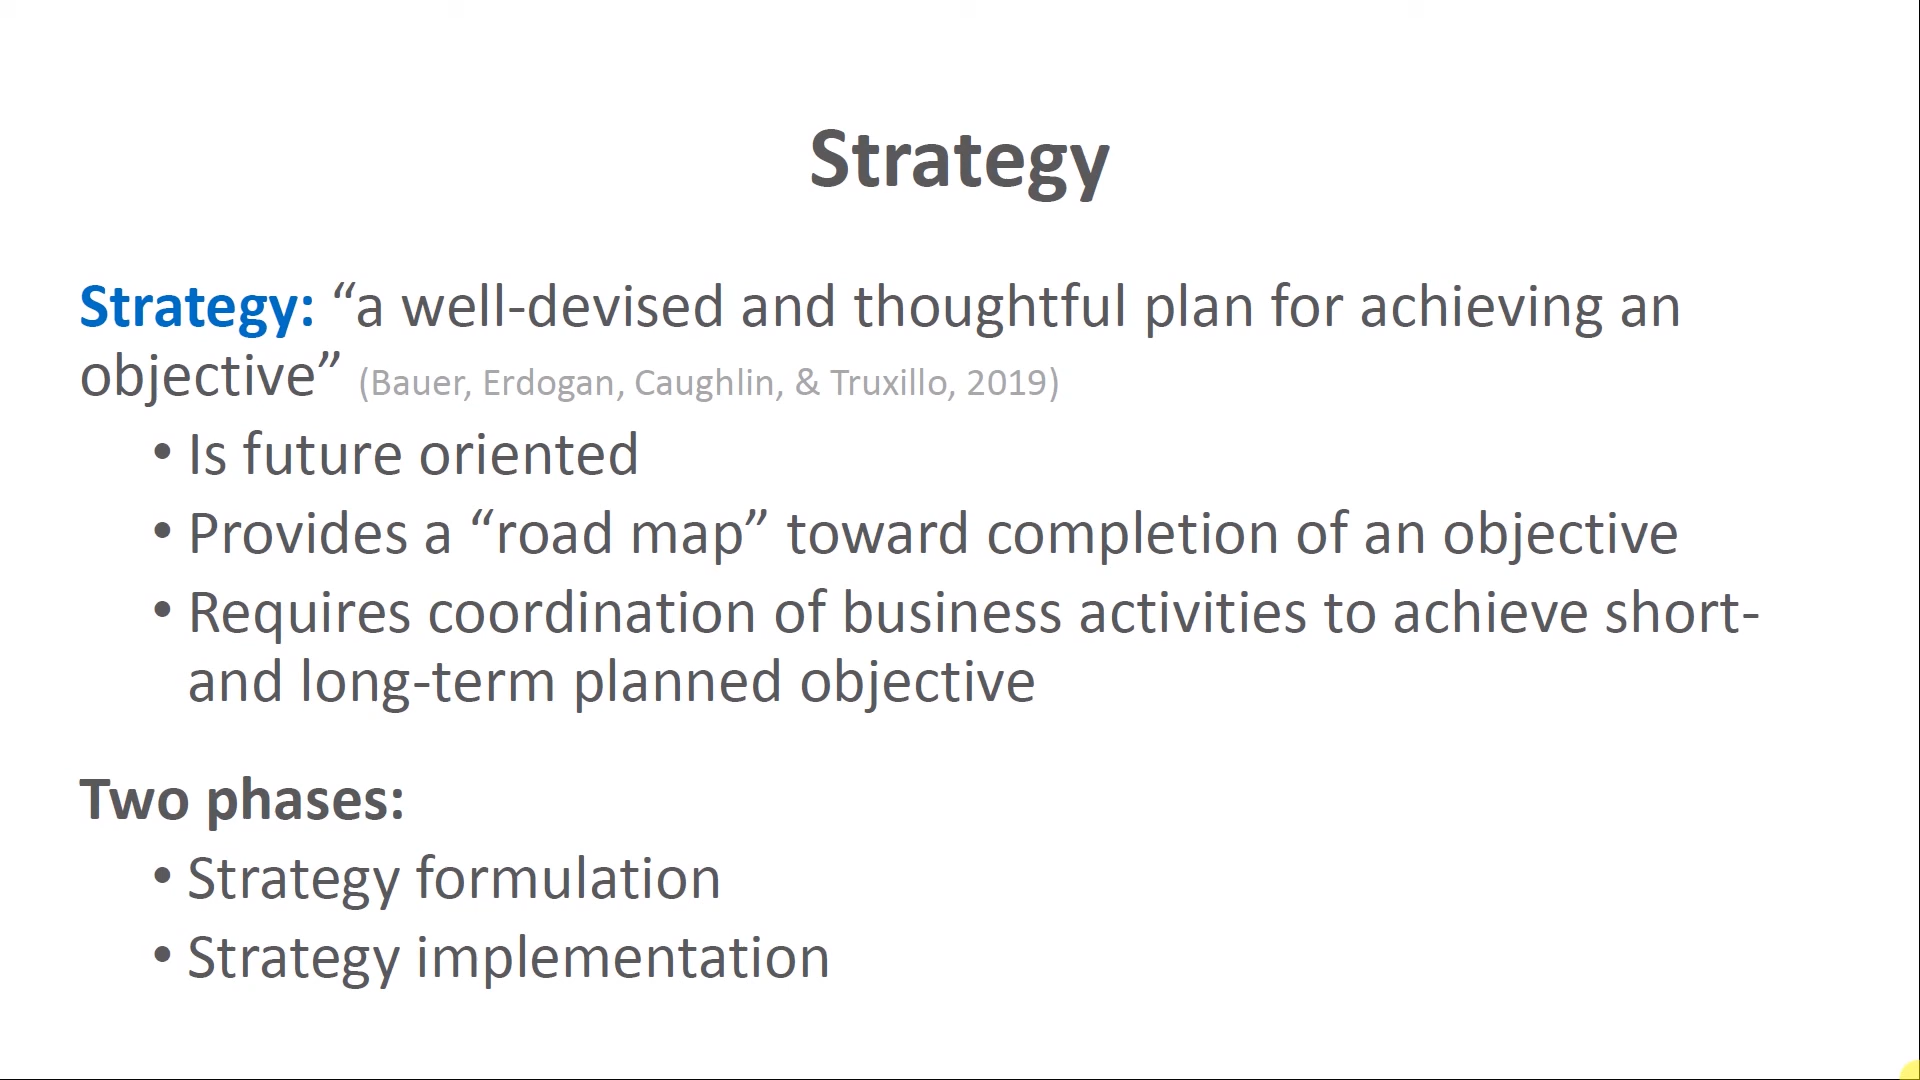 Strategy
Strategy: “a well-devised and thoughtful plan for achieving an
objective” (Bauer, Erdogan, Caughlin, & Truxillo, 2019)
• Is future oriented
• Provides a “road map” toward completion of an objective
• Requires coordination of business activities to achieve short-
and long-term planned objective
Two phases:
• Strategy formulation
• Strategy implementation